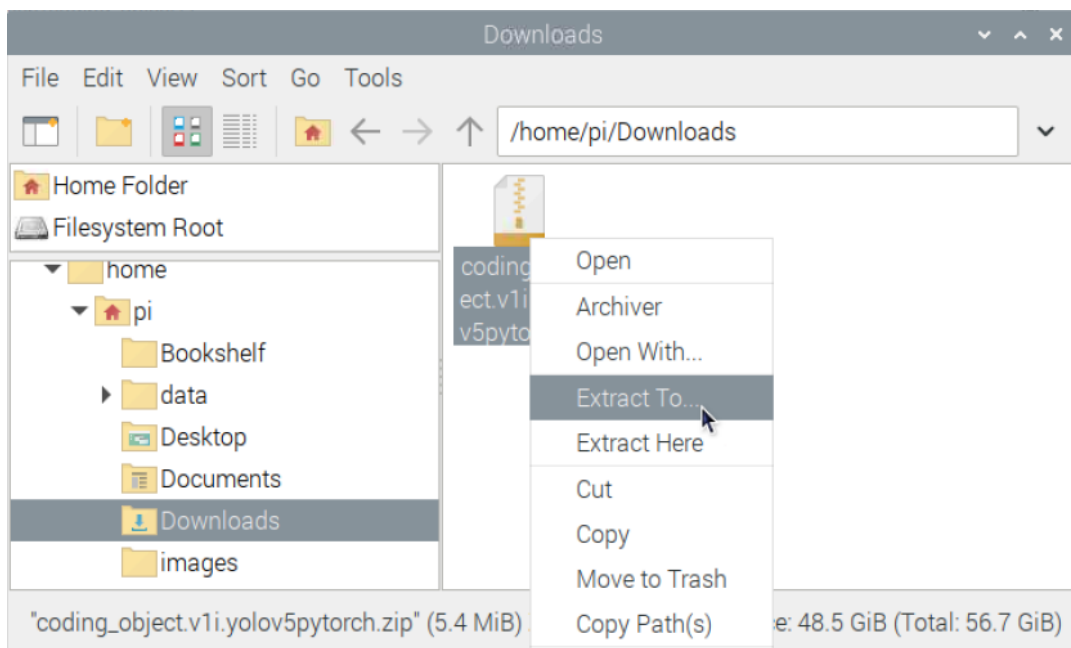 Downloads
File Edit View Sort Go Tools
/home/pi/Downloads
Home Folder
Filesystem Root
home
pi
Bookshelf
data
Desktop
Documents
Downloads
images
coding
ect.v1i
v5pyto
Open
Archiver
Open With...
Extract To...
Extract Here
Cut
Copy
Move to Trash
Copy Path(s)
"coding_object.v1i.yolov5pytorch.zip" (5.4 MiB) e: 48.5 GiB (Total: 56.7 GiB)